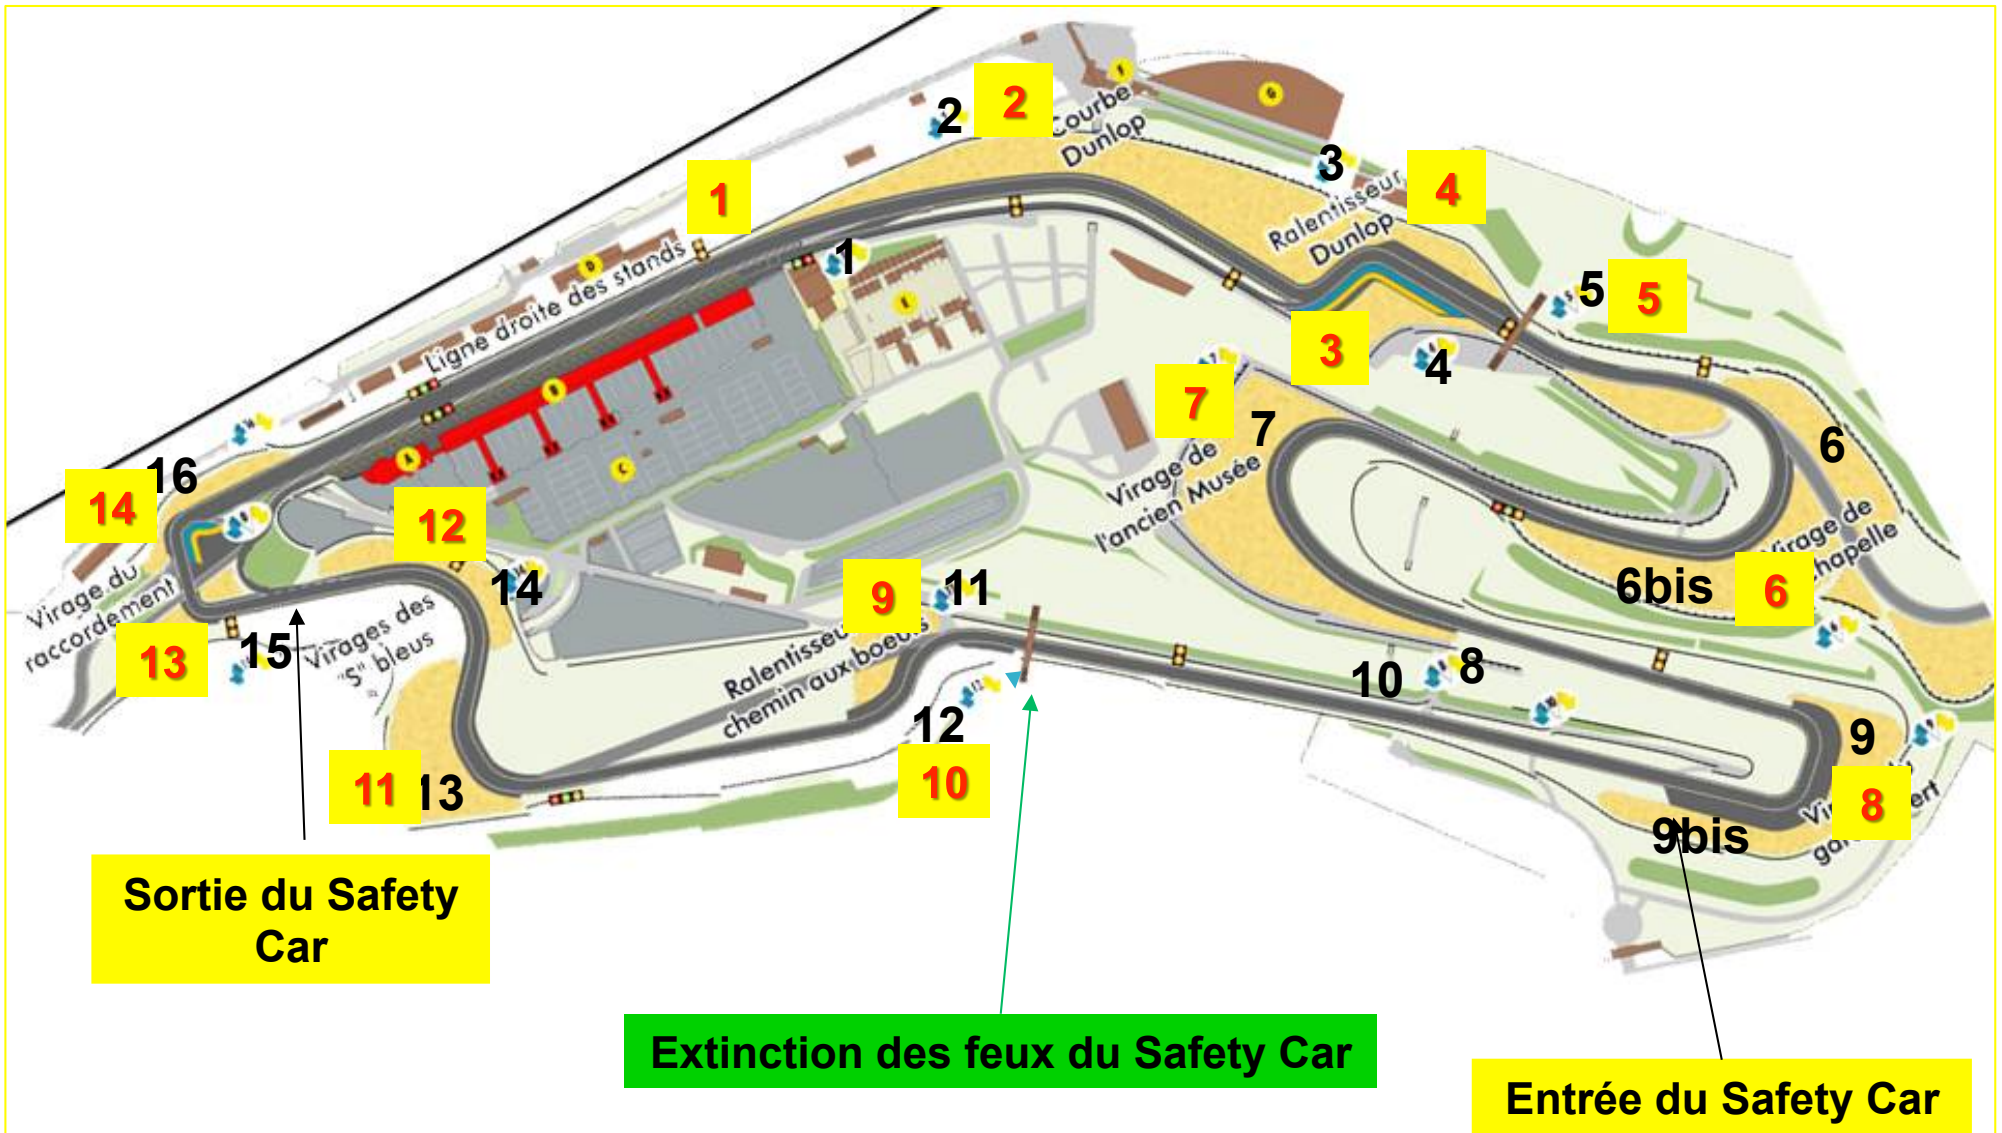 2
2
Courbe
Dunlop
F
G
3
4
Ralentisseur
Dunlop
1
D
1
E
Ligne droite des stands
B
A
C
5
5
3
4
7
7
Virage de
l'ancien Musée
6
6bis
6
Virage de
16
14
12
14
9
11
Virage du
raccordement
13
15
Virages des
"S" bleus
Ralentisseur
chemin aux boeufs
10
8
12
10
9
8
9bis
11
13
Sortie du Safety
Car
Extinction des feux du Safety Car
Entrée du Safety Car